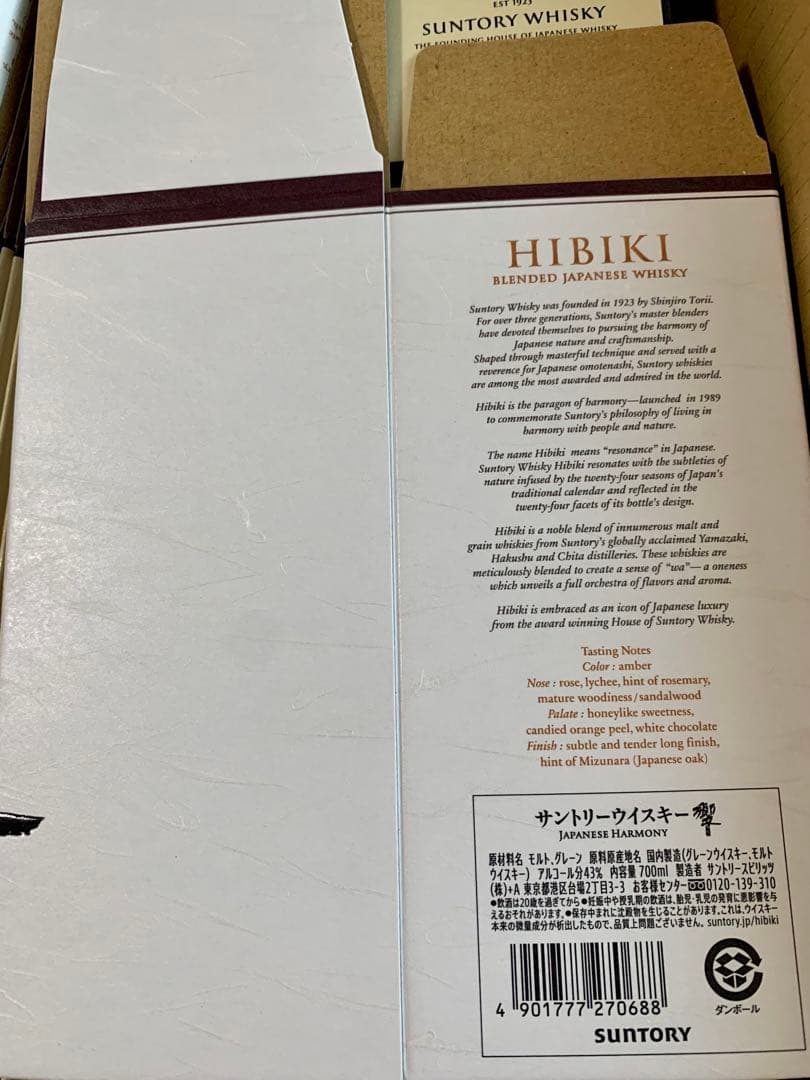 EST 1923
SUNTORY WHISKY
THE FOUNDING HOUSE OF JAPANESE WHISKY
HIBIKI
BLENDED JAPANESE WHISKY
Suntory Whisky was founded in 1923 by Shinjiro Torii.
For over three generations, Suntory's master blenders
have devoted themselves to pursuing the harmony of
Japanese nature and craftsmanship.
Shaped through masterful technique and served with a
reverence for Japanese omotenashi, Suntory whiskies
are among the most awarded and admired in the world.
Hibiki is the paragon of harmony—launched in 1989
to commemorate Suntory's philosophy of living in
harmony with people and nature.
The name Hibiki means “resonance” in Japanese.
Suntory Whisky Hibiki resonates with the subtleties of
nature infused by the twenty-four seasons of Japan's
traditional calendar and reflected in the
twenty-four facets of its bottle's design.
Hibiki is a noble blend of innumerous malt and
grain whiskies from Suntory's globally acclaimed Yamazaki,
Hakushu and Chita distilleries. These whiskies are
meticulously blended to create a sense of “wa”— a oneness
which unveils a full orchestra of flavors and aroma.
Hibiki is embraced as an icon of Japanese luxury
from the award winning House of Suntory Whisky.
Tasting Notes
Color : amber
Nose : rose, lychee, hint of rosemary,
mature woodiness/sandalwood
Palate : honeylike sweetness,
candied orange peel, white chocolate
Finish : subtle and tender long finish,
hint of Mizunara (Japanese oak)
サントリーウイスキー 響
JAPANESE HARMONY
原材料名 モルト、グレーン 原料原産地名 国内製造(グレーンウイスキー、モルト
ウイスキー) アルコール分43% 内容量 700ml 製造者 サントリースピリッツ
(株)+A 東京都港区台場2丁目3-3 お客様センター 0120-139-310
●飲酒は20歳を過ぎてから●妊娠中や授乳期の飲酒は、胎児・乳児の発育に悪影響を与
えるおそれがあります。●保存中まれに沈殿物を生じることがあります。これは、ウイスキー
本来の微量成分が析出したもので、品質上問題ございません。suntory.jp/hibiki
4 901777 270688
ダンボール
SUNTORY